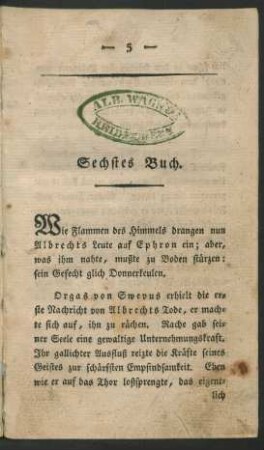 — 5 —
ALB. WAGNER
Sechstes Buch.
Wie Flammen des Himmels drangen nun
Albrechts Leute auf Ephron ein; aber,
was ihm nahte, mußte zu Boden stürzen:
sein Gefecht glich Donnerkeulen.
Orgas von Swevus erhielt die er-
ste Nachricht von Albrechts Tode, er mach-
te sich auf, ihn zu rächen. Rache gab sei-
ner Seele eine gewaltige Unternehmungskraft.
Ihr gallichter Ausfluß reizte die Kräfte seines
Geistes zur schärfsten Empfindsamkeit. Eben
wie er auf das Thor lossprengte, das eigent-
lich